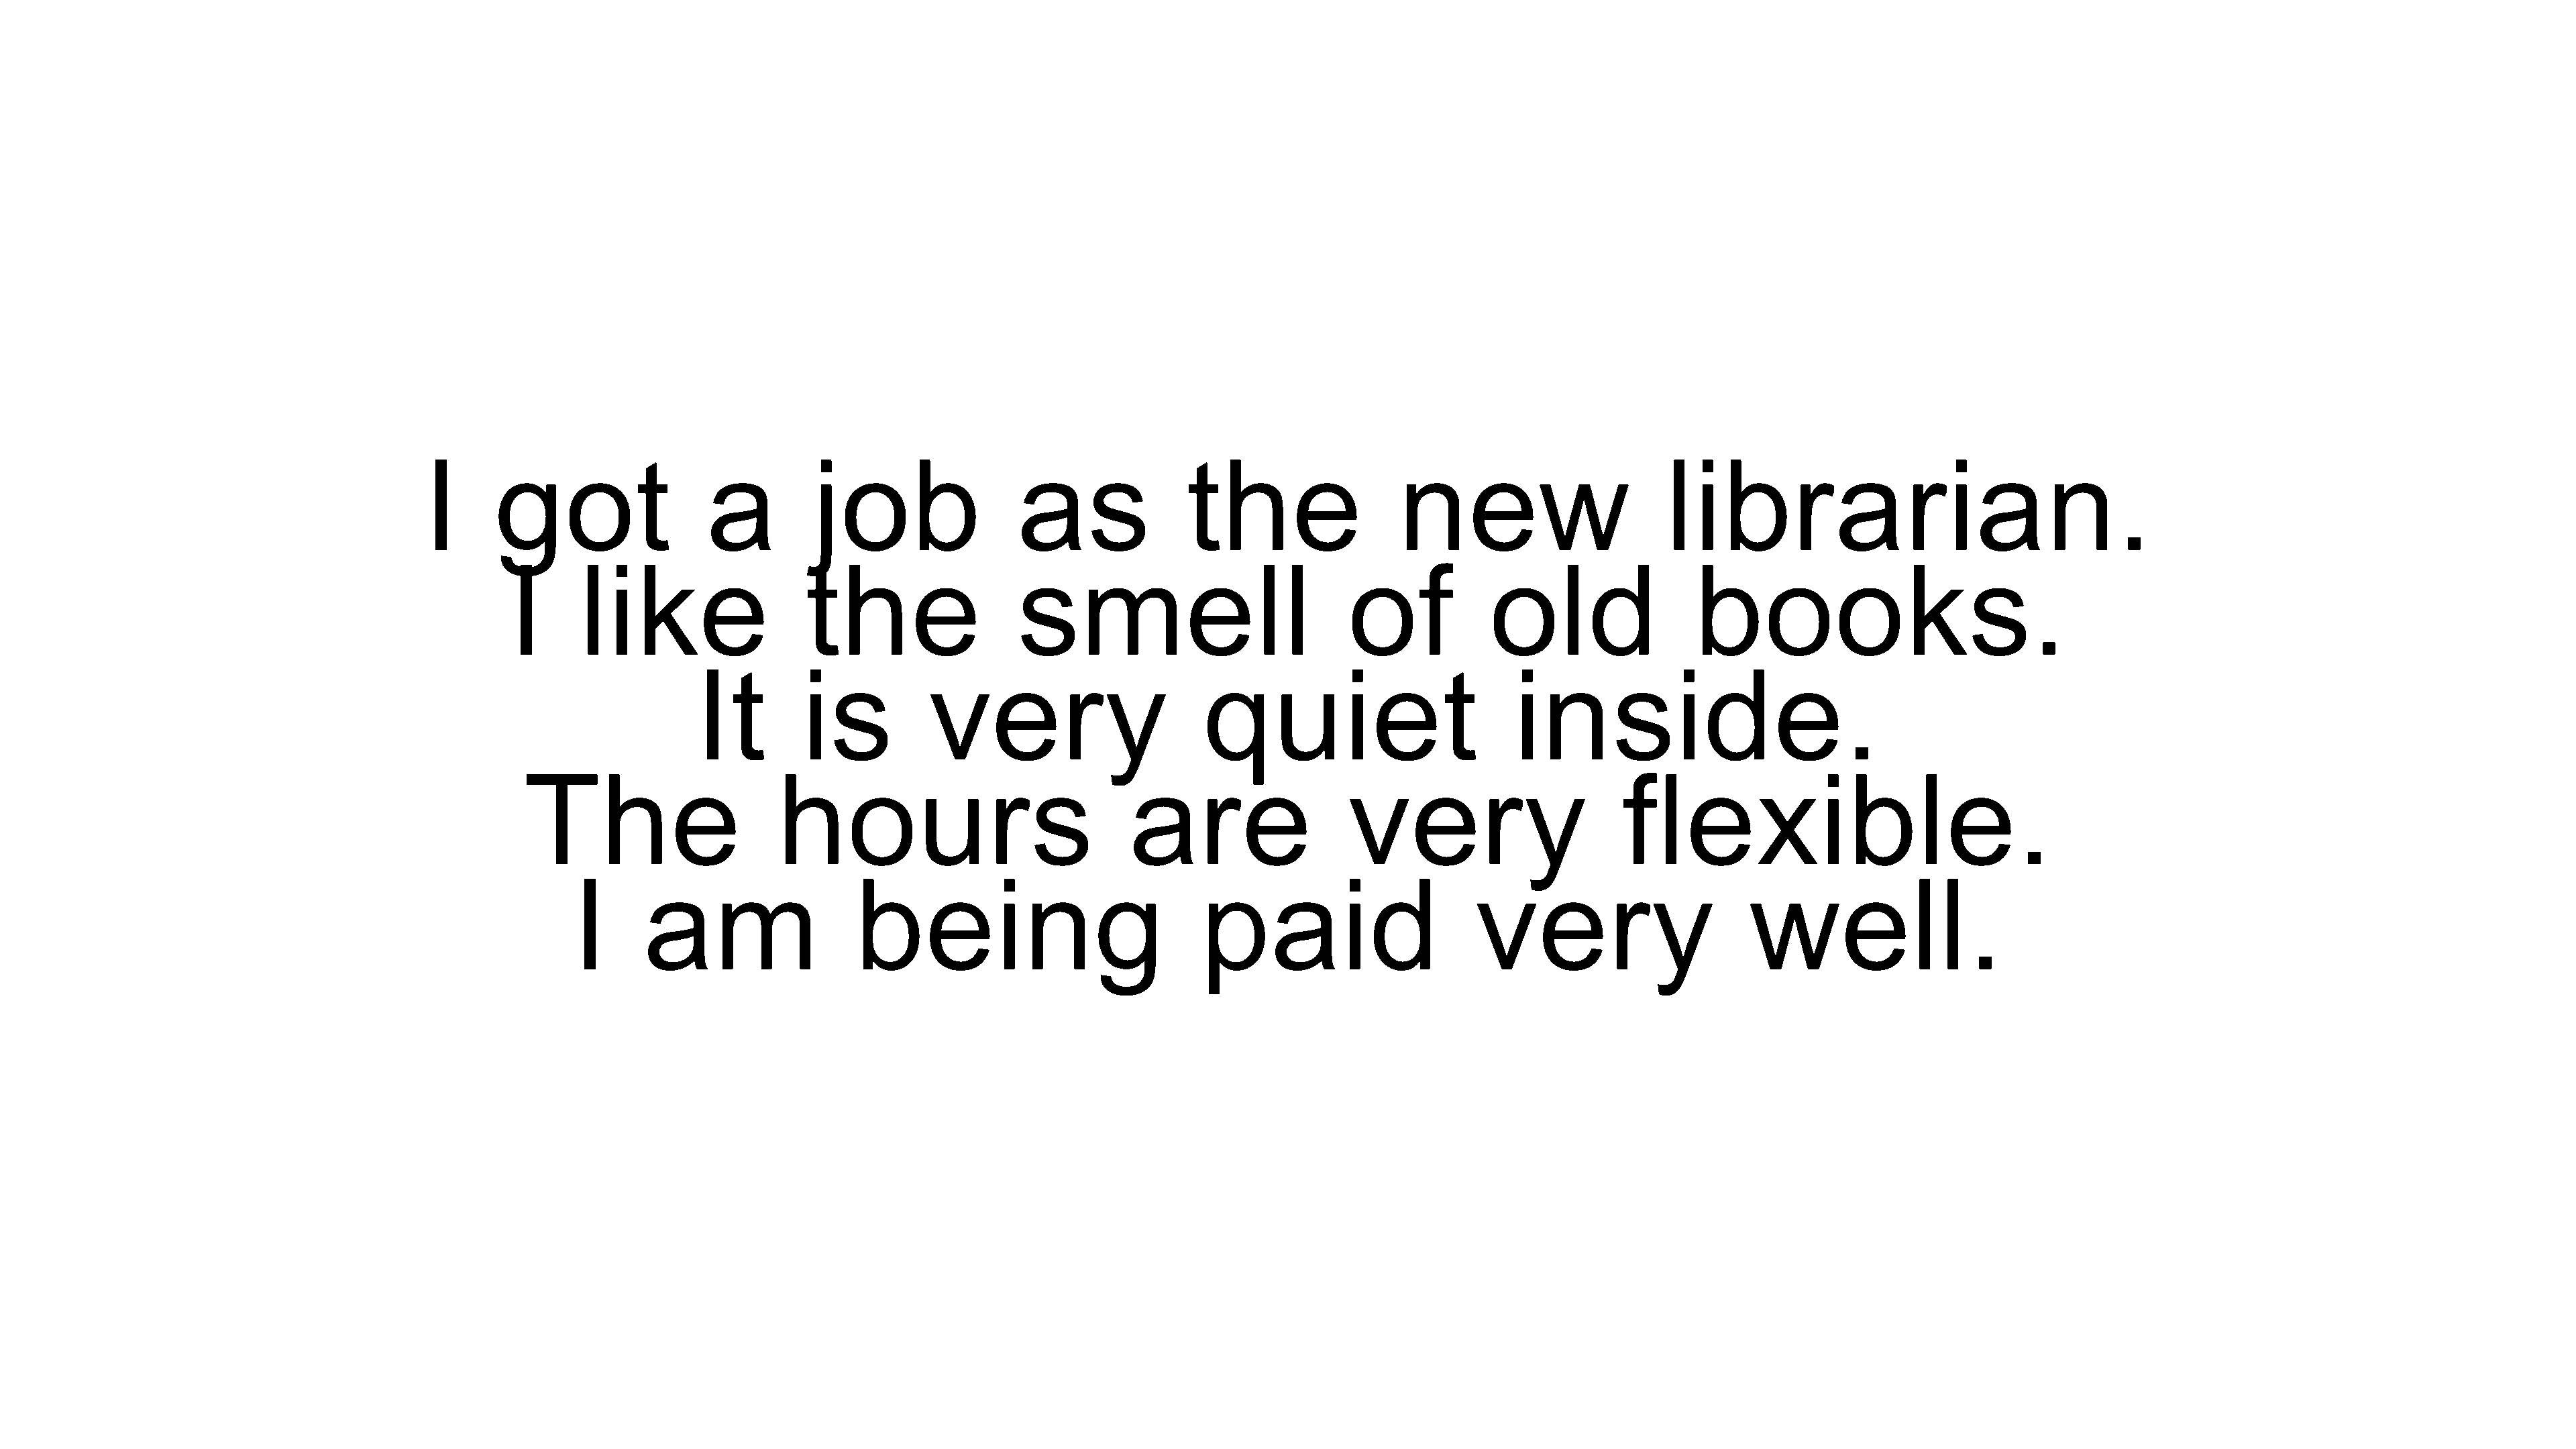 I got a job as the new librarian.
I like the smell of old books.
It is very quiet inside.
The hours are very flexible.
I am being paid very well.